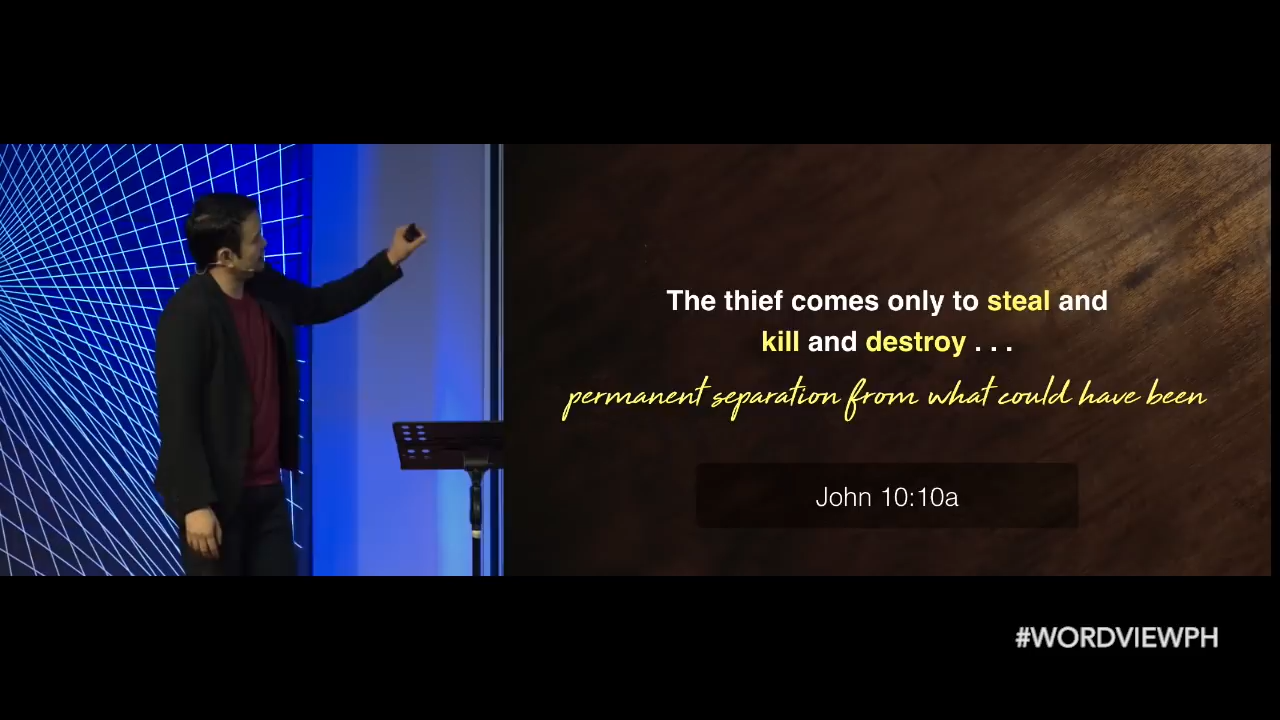 The thief comes only to steal and
kill and destroy . . .
permanent separation from what could have been
John 10:10a
#WORDVIEWPH